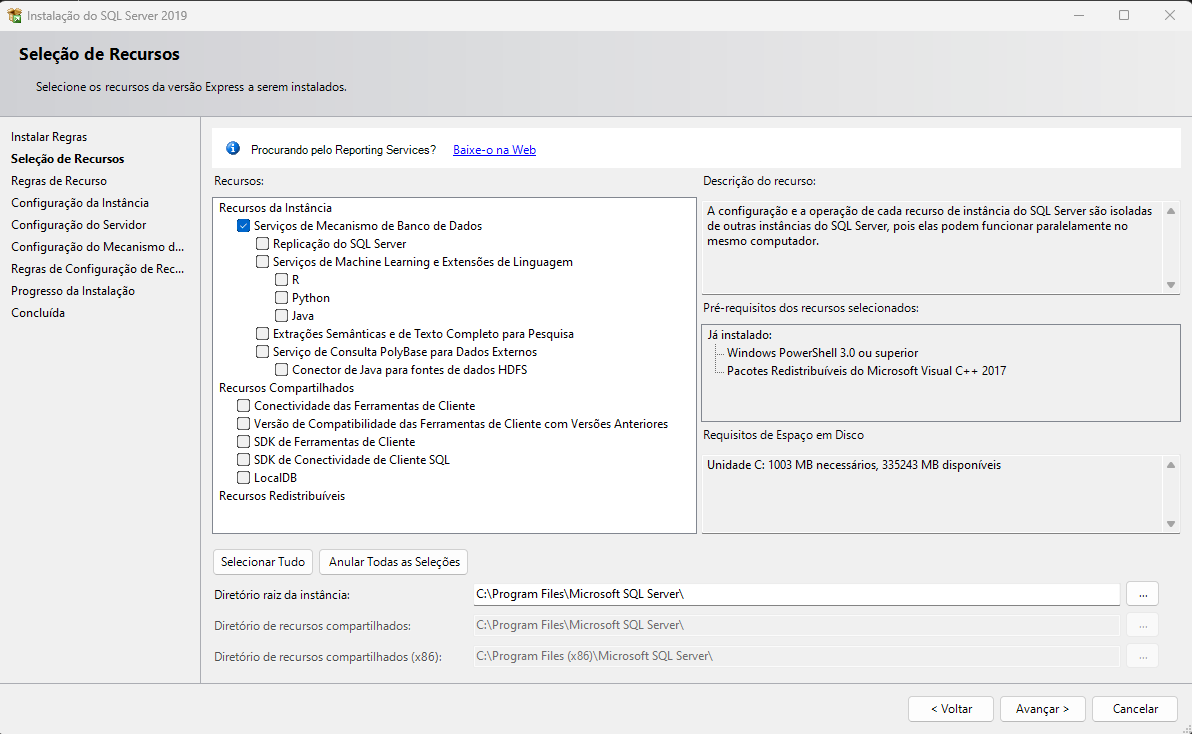 Instalação do SQL Server 2019
Seleção de Recursos
Selecione os recursos da versão Express a serem instalados.
Instalar Regras
Seleção de Recursos
Regras de Recurso
Configuração da Instância
Configuração do Servidor
Configuração do Mecanismo d...
Regras de Configuração de Rec...
Progresso da Instalação
Concluída
Procurando pelo Reporting Services? Baixe-o na Web
Recursos:
Recursos da Instância
Serviços de Mecanismo de Banco de Dados
Replicação do SQL Server
Serviços de Machine Learning e Extensões de Linguagem
R
Python
Java
Extrações Semânticas e de Texto Completo para Pesquisa
Serviço de Consulta PolyBase para Dados Externos
Conector de Java para fontes de dados HDFS
Recursos Compartilhados
Conectividade das Ferramentas de Cliente
Versão de Compatibilidade das Ferramentas de Cliente com Versões Anteriores
SDK de Ferramentas de Cliente
SDK de Conectividade de Cliente SQL
LocalDB
Recursos Redistribuíveis
Descrição do recurso:
A configuração e a operação de cada recurso de instância do SQL Server são isoladas
de outras instâncias do SQL Server, pois elas podem funcionar paralelamente no
mesmo computador.
Pré-requisitos dos recursos selecionados:
Já instalado:
Windows PowerShell 3.0 ou superior
Pacotes Redistribuíveis do Microsoft Visual C++ 2017
Requisitos de Espaço em Disco
Unidade C: 1003 MB necessários, 335243 MB disponíveis
Selecionar Tudo
Anular Todas as Seleções
Diretório raiz da instância: C:\Program Files\Microsoft SQL Server\ ...
Diretório de recursos compartilhados: C:\Program Files\Microsoft SQL Server\ ...
Diretório de recursos compartilhados (x86): C:\Program Files (x86)\Microsoft SQL Server\ ...
< Voltar
Avançar >
Cancelar